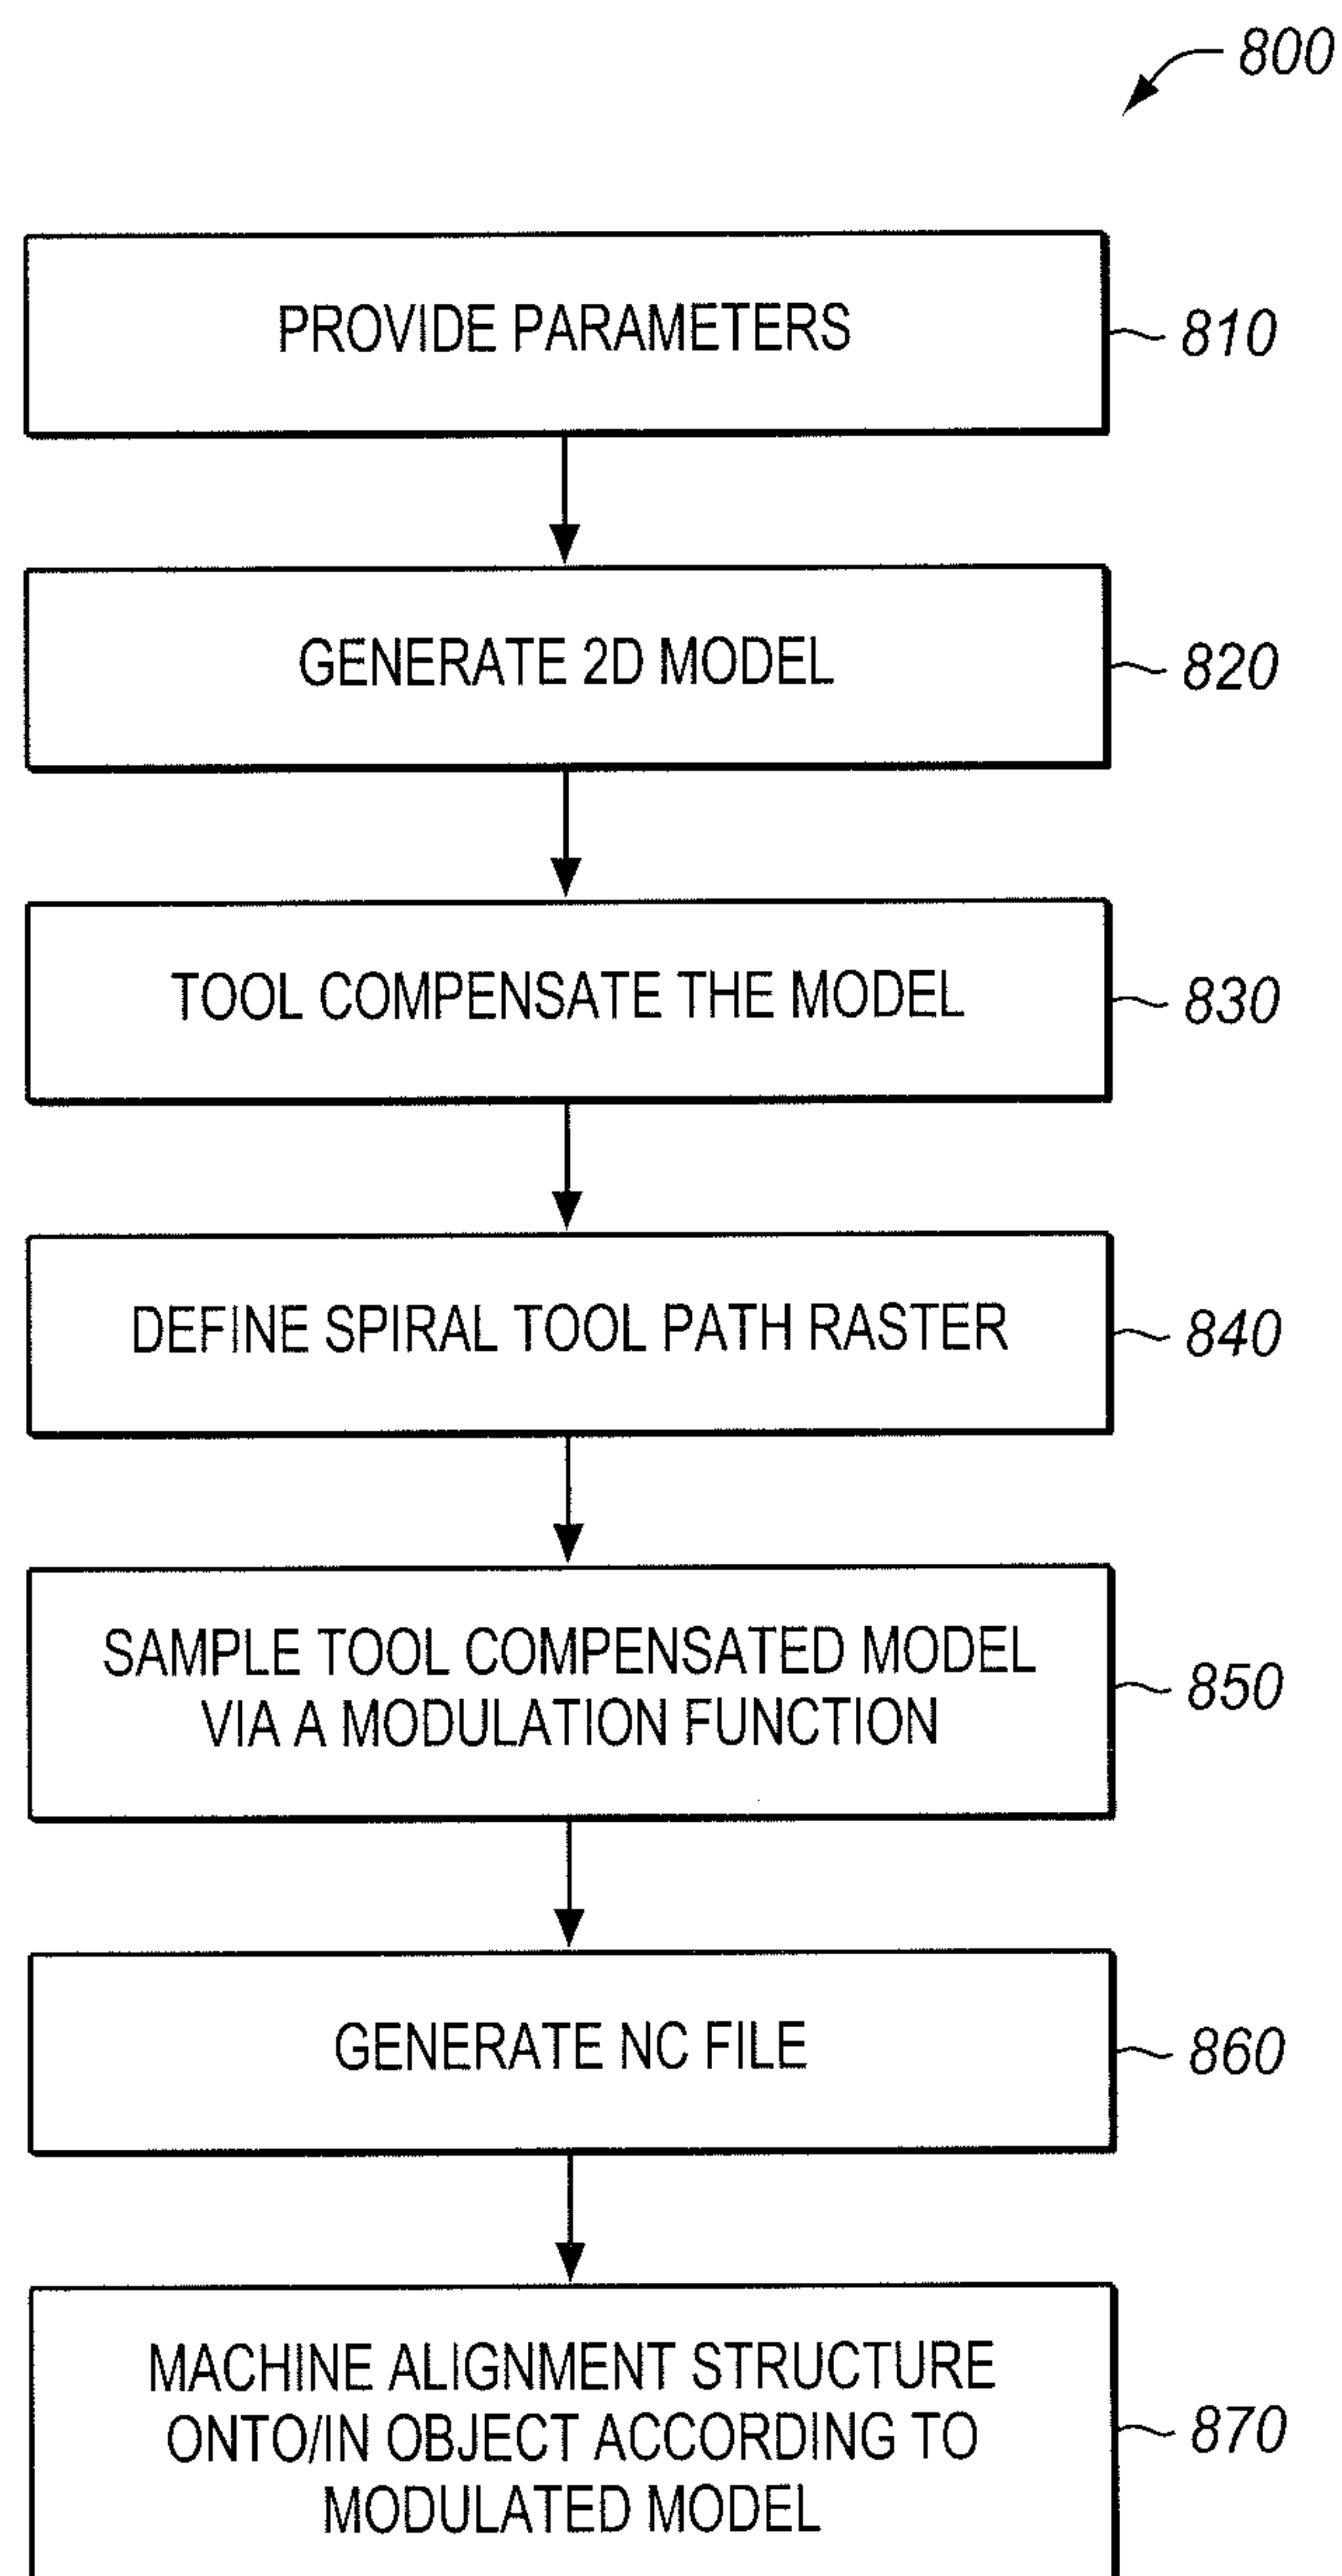 800
PROVIDE PARAMETERS
810
GENERATE 2D MODEL
820
TOOL COMPENSATE THE MODEL
830
DEFINE SPIRAL TOOL PATH RASTER
840
SAMPLE TOOL COMPENSATED MODEL
VIA A MODULATION FUNCTION
850
GENERATE NC FILE
860
MACHINE ALIGNMENT STRUCTURE
ONTO/IN OBJECT ACCORDING TO
MODULATED MODEL
870